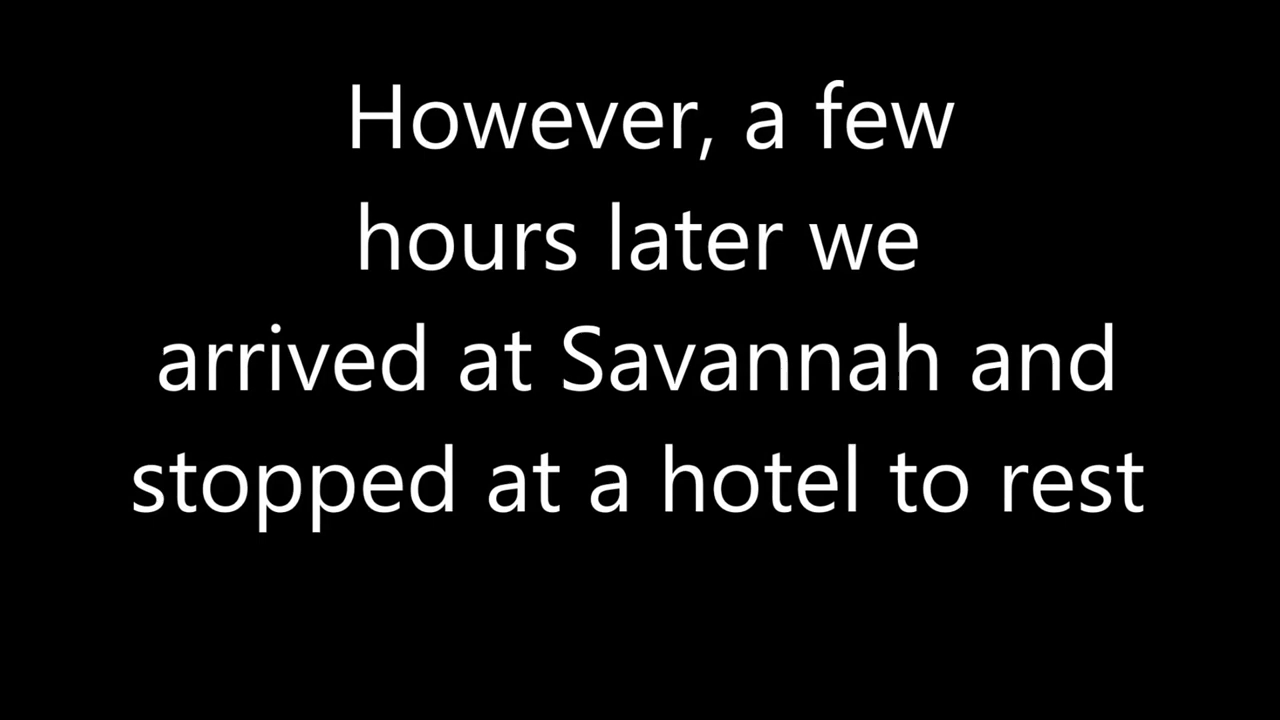 However, a few
hours later we
arrived at Savannah and
stopped at a hotel to rest